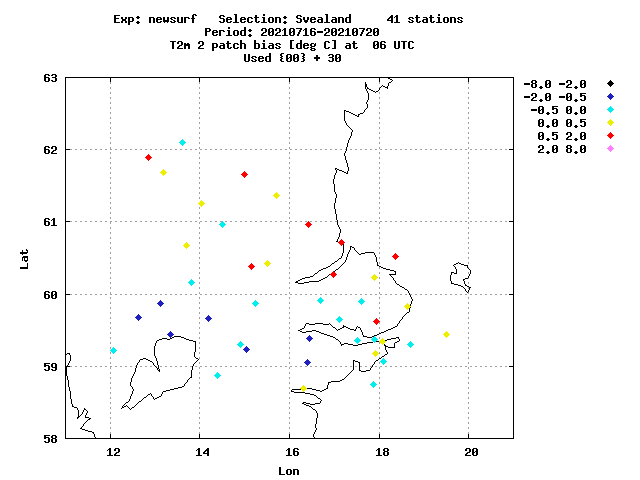 Exp: newsurf   Selection: Svealand     41 stations
Period: 20210716-20210720
T2m 2 patch bias [deg C] at  06 UTC
Used {00} + 30
63
62
61
60
59
58
Lat
12
14
16
18
20
Lon
-8.0 -2.0
-2.0 -0.5
-0.5 0.0
0.0 0.5
0.5 2.0
2.0 8.0